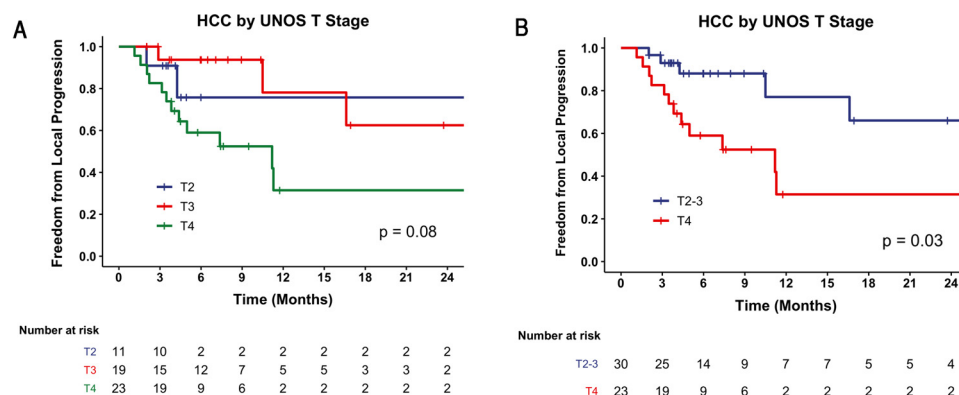 A
HCC by UNOS T Stage
Freedom from Local Progression
1.0
0.8
0.6
0.4
0.2
0.0
T2
T3
T4
p = 0.08
0 3 6 9 12 15 18 21 24
Time (Months)
Number at risk
T2 11 10 2 2 2 2 2 2 2
T3 19 15 12 7 5 5 3 3 2
T4 23 19 9 6 2 2 2 2 2
B
HCC by UNOS T Stage
Freedom from Local Progression
1.0
0.8
0.6
0.4
0.2
0.0
T2-3
T4
p = 0.03
0 3 6 9 12 15 18 21 24
Time (Months)
Number at risk
T2-3 30 25 14 9 7 7 5 5 4
T4 23 19 9 6 2 2 2 2 2